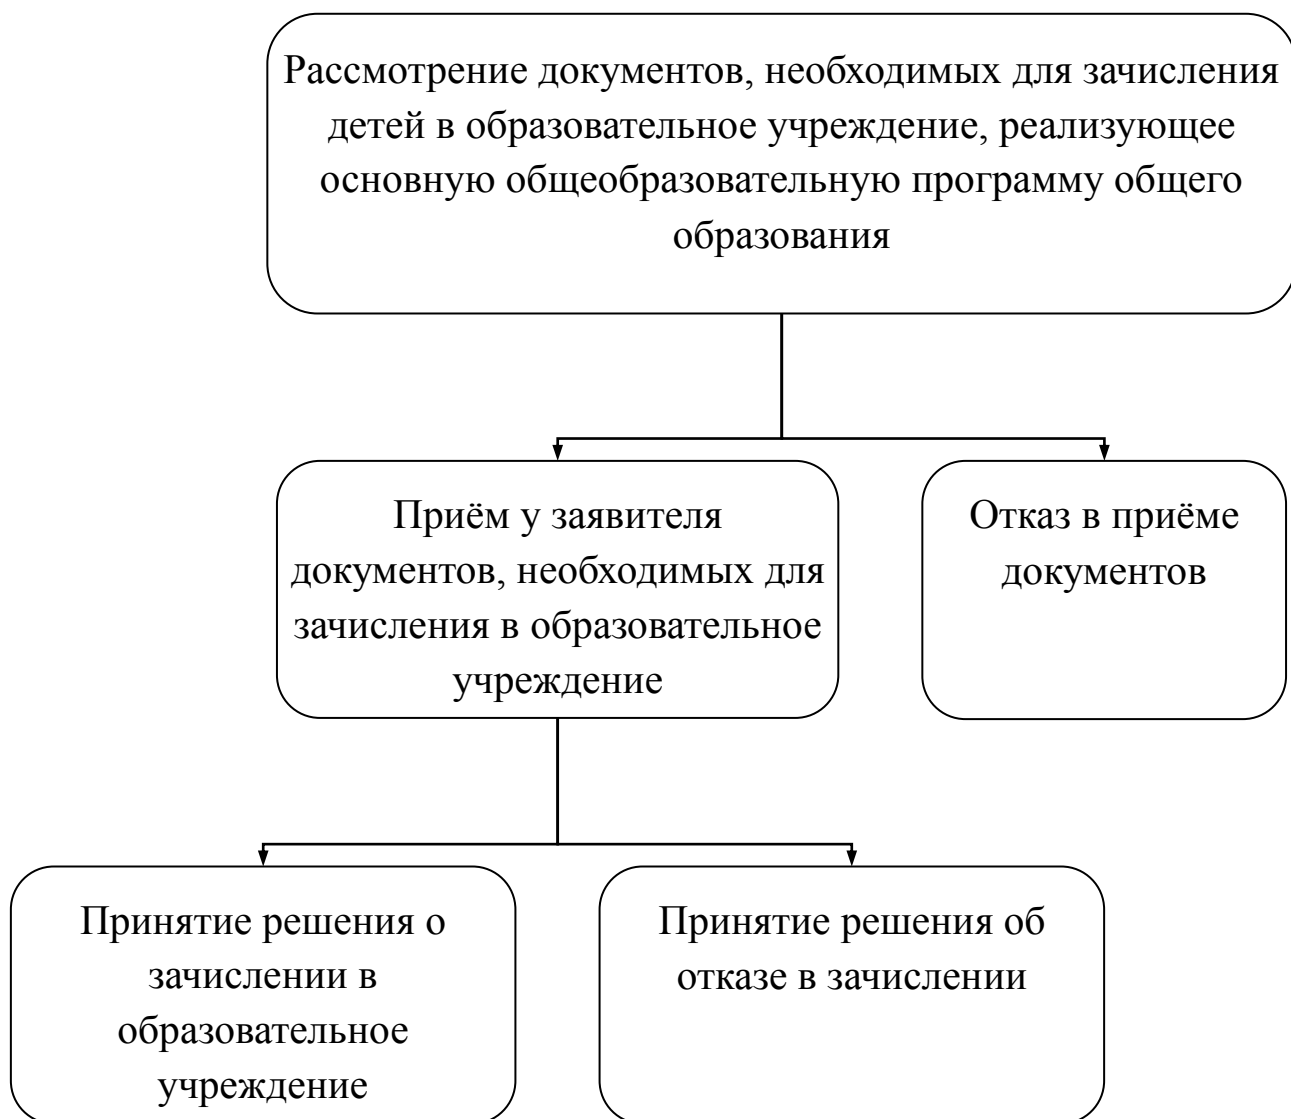 Рассмотрение документов, необходимых для зачисления
детей в образовательное учреждение, реализующее
основную общеобразовательную программу общего
образования
Приём у заявителя
документов, необходимых для
зачисления в образовательное
учреждение
Отказ в приёме
документов
Принятие решения о
зачислении в
образовательное
учреждение
Принятие решения об
отказе в зачислении